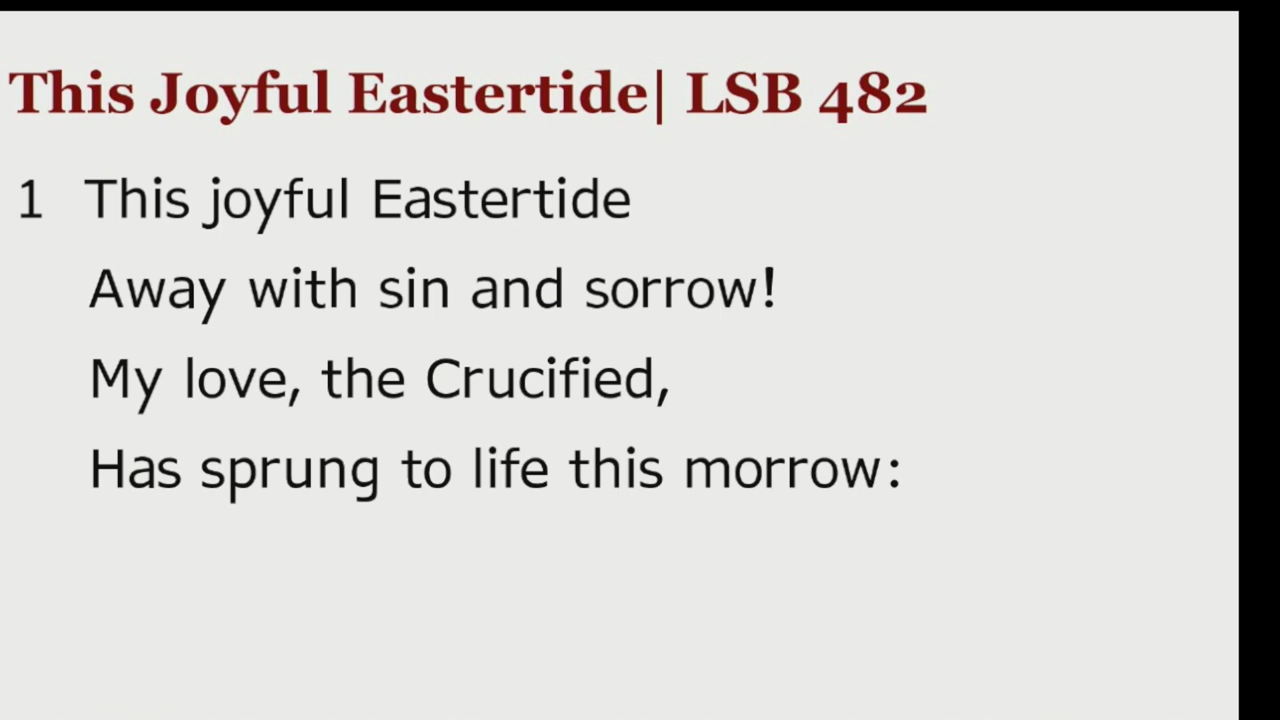 This Joyful Eastertide| LSB 482
1 This joyful Eastertide
Away with sin and sorrow!
My love, the Crucified,
Has sprung to life this morrow: